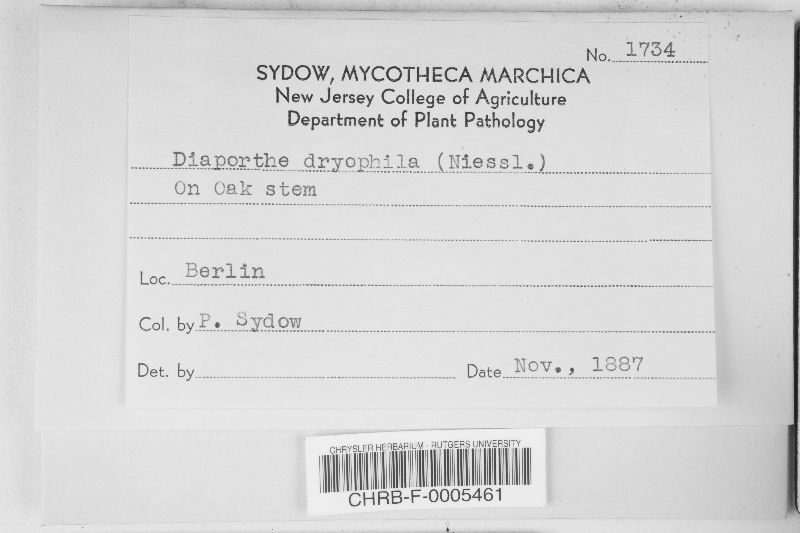 No. 1734
SYDOW, MYCOTHECA MARCHICA
New Jersey College of Agriculture
Department of Plant Pathology
Diaporthe dryophila (Niessl.)
On Oak stem
Loc. Berlin
Col. by P. Sydow
Det. by
Date Nov., 1887
CHRYSLER HERBARIUM - RUTGERS UNIVERSITY
CHRB-F-0005461